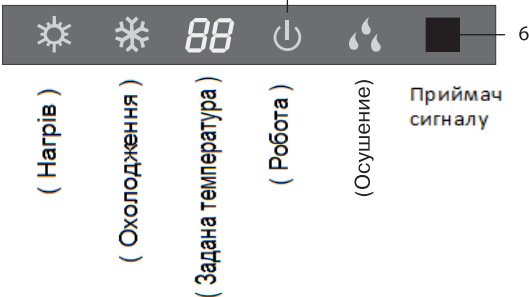 88
6
( Нагрів )
( Охолодження )
( Задана температура )
( Робота )
(Осушение)
Приймач
сигналу